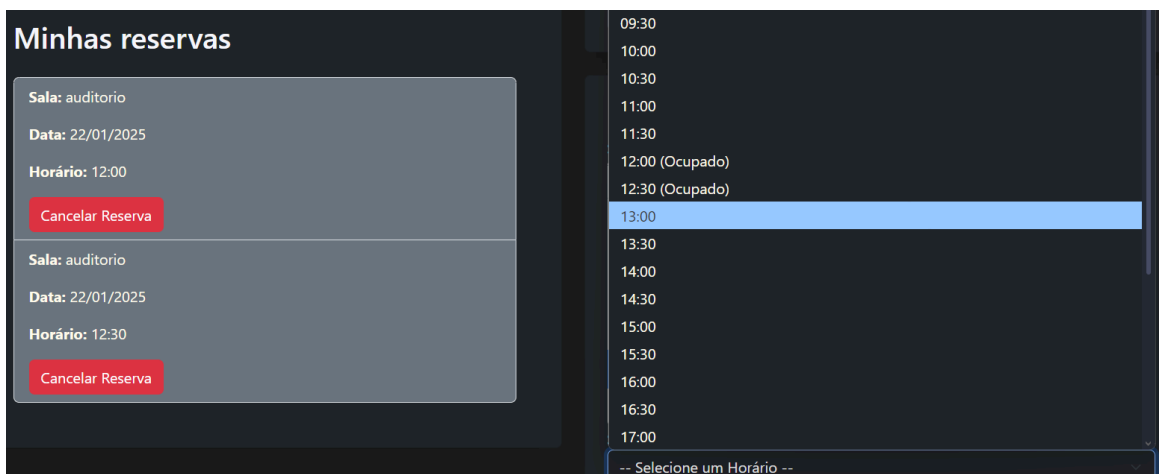 Minhas reservas
Sala: auditorio
Data: 22/01/2025
Horário: 12:00
Cancelar Reserva
Sala: auditorio
Data: 22/01/2025
Horário: 12:30
Cancelar Reserva
09:30
10:00
10:30
11:00
11:30
12:00 (Ocupado)
12:30 (Ocupado)
13:00
13:30
14:00
14:30
15:00
15:30
16:00
16:30
17:00
-- Selecione um Horário --